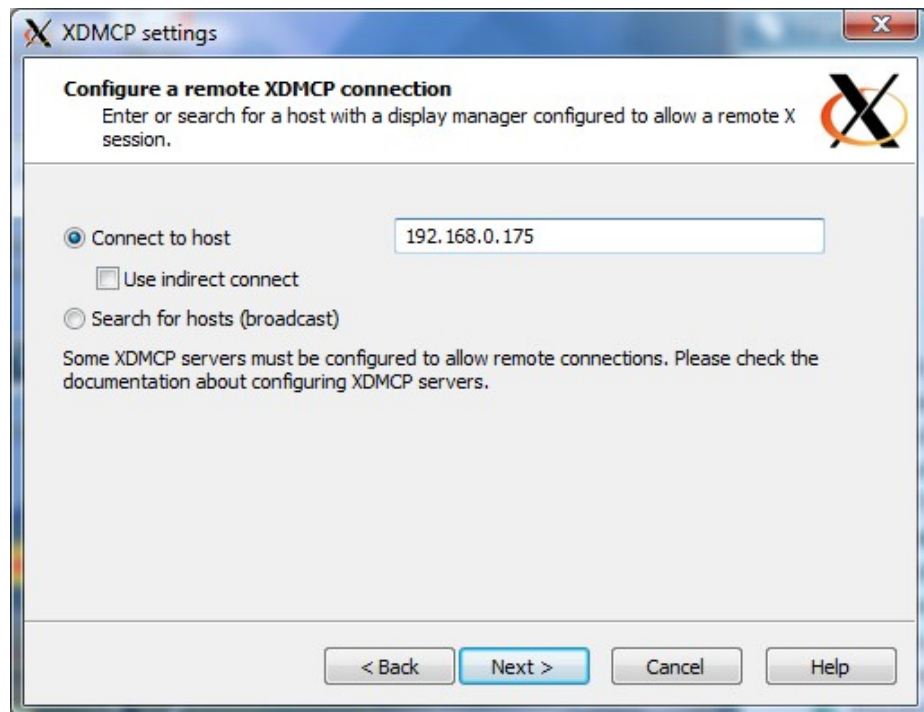 XDMCP settings
Configure a remote XDMCP connection
Enter or search for a host with a display manager configured to allow a remote X
session.
Connect to host
192.168.0.175
Use indirect connect
Search for hosts (broadcast)
Some XDMCP servers must be configured to allow remote connections. Please check the
documentation about configuring XDMCP servers.
< Back
Next >
Cancel
Help